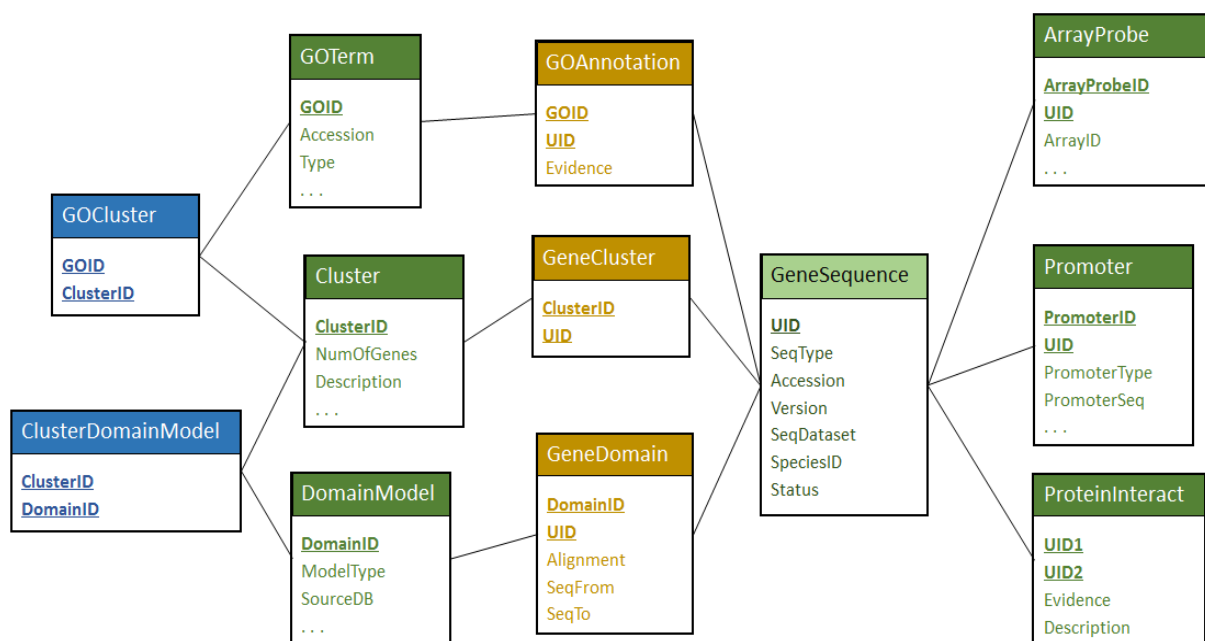 GOTerm
GOID
Accession
Type
. . .
GOAnnotation
GOID
UID
Evidence
ArrayProbe
ArrayProbeID
UID
ArrayID
. . .
GOCluster
GOID
ClusterID
Cluster
ClusterID
NumOfGenes
Description
. . .
GeneCluster
ClusterID
UID
GeneSequence
UID
SeqType
Accession
Version
SeqDataset
SpeciesID
Status
Promoter
PromoterID
UID
PromoterType
PromoterSeq
. . .
ClusterDomainModel
ClusterID
DomainID
DomainModel
DomainID
ModelType
SourceDB
. . .
GeneDomain
DomainID
UID
Alignment
SeqFrom
SeqTo
ProteinInteract
UID1
UID2
Evidence
Description